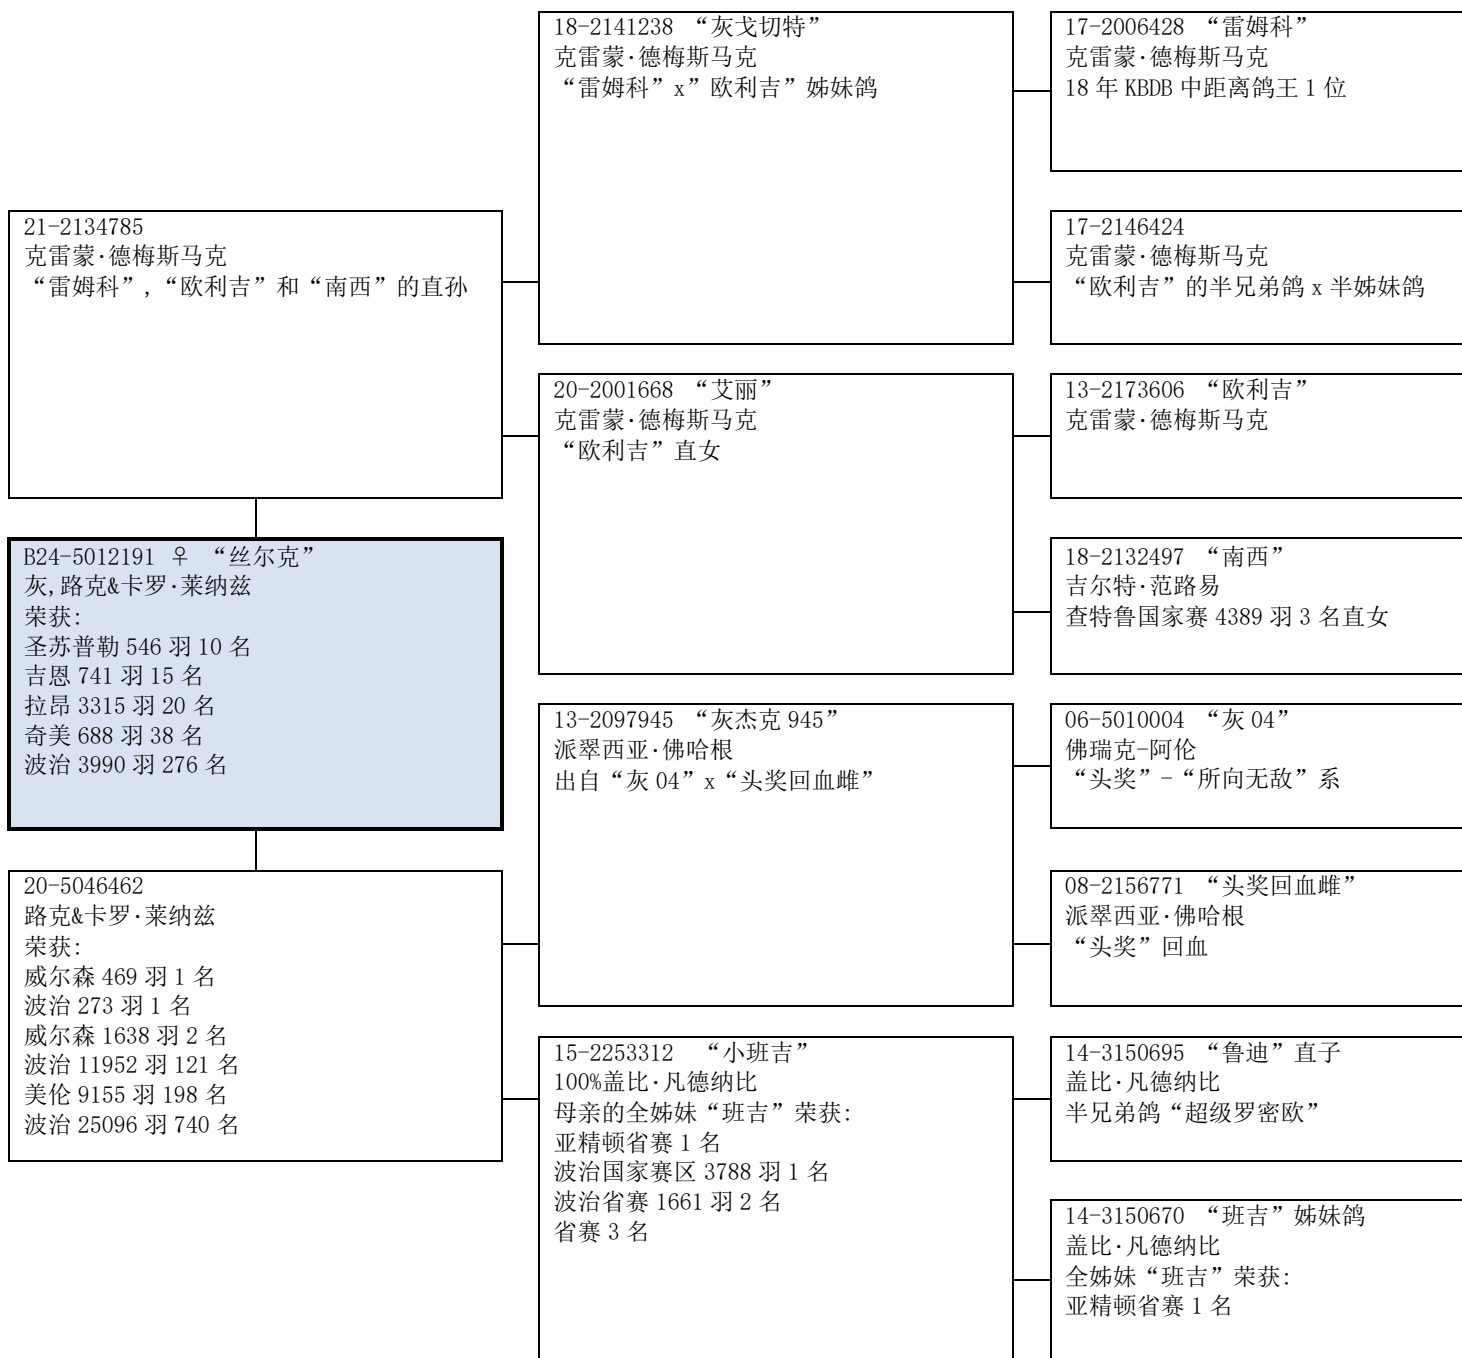 18-2141238 “灰戈切特”
克雷蒙·德梅斯马克
“雷姆科”x”欧利吉”姊妹鸽
17-2006428 “雷姆科”
克雷蒙·德梅斯马克
18 年 KBDB 中距离鸽王 1 位
21-2134785
克雷蒙·德梅斯马克
“雷姆科”,“欧利吉”和“南西”的直孙
17-2146424
克雷蒙·德梅斯马克
“欧利吉”的半兄弟鸽 x 半姊妹鸽
20-2001668 “艾丽”
克雷蒙·德梅斯马克
“欧利吉”直女
13-2173606 “欧利吉”
克雷蒙·德梅斯马克
B24-5012191 ♀ “丝尔克”
灰,路克&卡罗·莱纳兹
荣获:
圣苏普勒 546 羽 10 名
吉恩 741 羽 15 名
拉昂 3315 羽 20 名
奇美 688 羽 38 名
波治 3990 羽 276 名
18-2132497 “南西”
吉尔特·范路易
查特鲁国家赛 4389 羽 3 名直女
13-2097945 “灰杰克 945”
派翠西亚·佛哈根
出自“灰 04”x“头奖回血雌”
06-5010004 “灰 04”
佛瑞克-阿伦
“头奖”-“所向无敌”系
20-5046462
路克&卡罗·莱纳兹
荣获:
威尔森 469 羽 1 名
波治 273 羽 1 名
威尔森 1638 羽 2 名
波治 11952 羽 121 名
美伦 9155 羽 198 名
波治 25096 羽 740 名
08-2156771 “头奖回血雌”
派翠西亚·佛哈根
“头奖”回血
15-2253312 “小班吉”
100%盖比·凡德纳比
母亲的全姊妹“班吉”荣获:
亚精顿省赛 1 名
波治国家赛区 3788 羽 1 名
波治省赛 1661 羽 2 名
省赛 3 名
14-3150695 “鲁迪”直子
盖比·凡德纳比
半兄弟鸽“超级罗密欧”
14-3150670 “班吉”姊妹鸽
盖比·凡德纳比
全姊妹“班吉”荣获:
亚精顿省赛 1 名